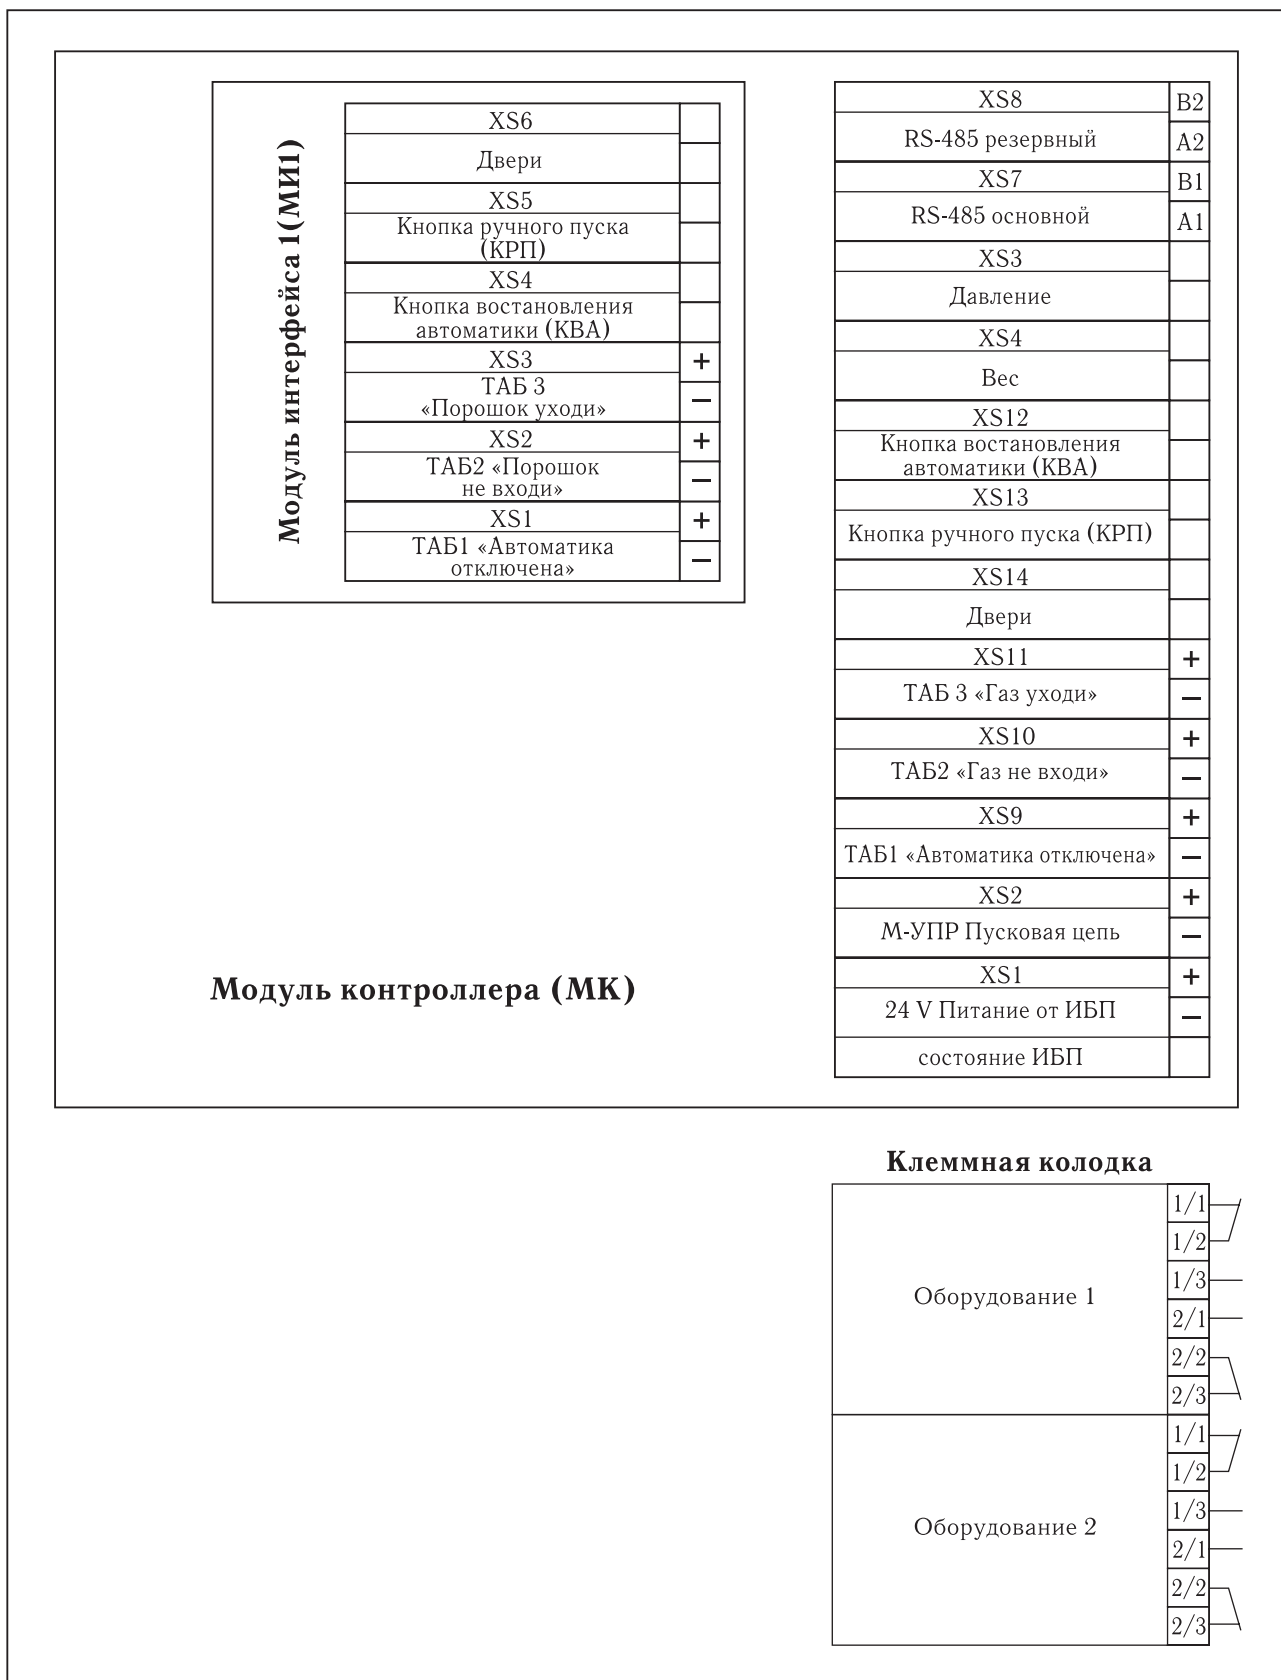 Модуль интерфейса 1(МИ1)
XS6
Двери
XS5
Кнопка ручного пуска
(КРП)
XS4
Кнопка востановления
автоматики (КВА)
XS3
+
ТАБ 3
«Порошок уходи»
−
XS2
+
ТАБ2 «Порошок
не входи»
−
XS1
+
ТАБ1 «Автоматика
отключена»
−
XS8
B2
RS-485 резервный
A2
XS7
B1
RS-485 основной
A1
XS3
Давление
XS4
Вес
XS12
Кнопка востановления
автоматики (КВА)
XS13
Кнопка ручного пуска (КРП)
XS14
Двери
XS11
+
ТАБ 3 «Газ уходи»
−
XS10
+
ТАБ2 «Газ не входи»
−
XS9
+
ТАБ1 «Автоматика отключена»
−
XS2
+
М-УПР Пусковая цепь
−
XS1
+
24 V Питание от ИБП
−
состояние ИБП
Модуль контроллера (МК)
Клеммная колодка
Оборудование 1
1/1
1/2
1/3
2/1
2/2
2/3
Оборудование 2
1/1
1/2
1/3
2/1
2/2
2/3